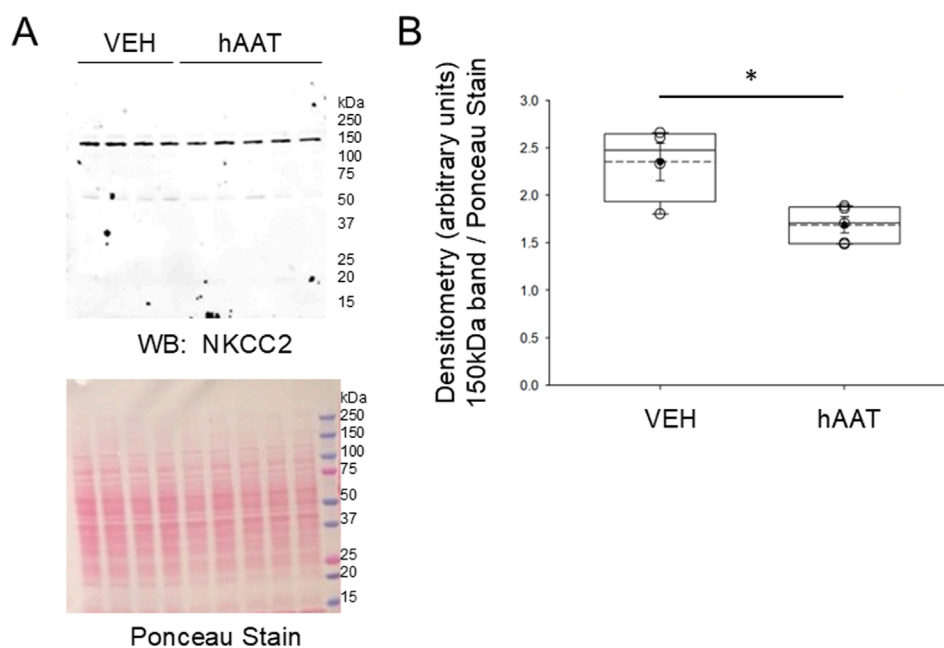 A
VEH hAAT
kDa
250
150
100
75
50
37
25
20
15
WB: NKCC2
kDa
250
150
100
75
50
37
25
20
15
Ponceau Stain
B
Densitometry (arbitrary units)
150kDa band / Ponceau Stain
*
3.0
2.5
2.0
1.5
1.0
0.5
0.0
VEH hAAT